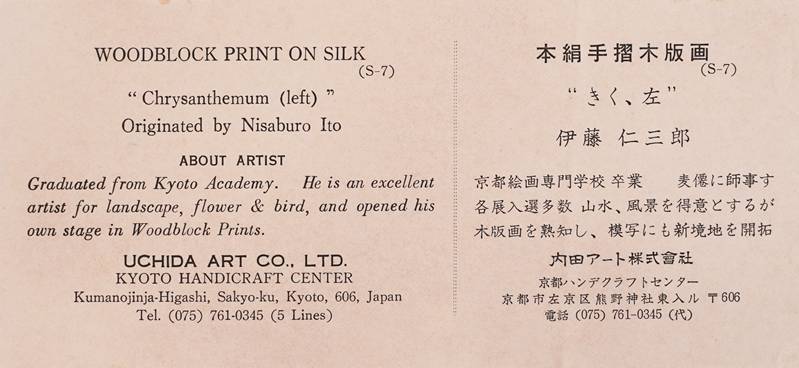 WOODBLOCK PRINT ON SILK
(S-7)
“ Chrysanthemum (left) ”
Originated by Nisaburo Ito
ABOUT ARTIST
Graduated from Kyoto Academy. He is an excellent
artist for landscape, flower & bird, and opened his
own stage in Woodblock Prints.
UCHIDA ART CO., LTD.
KYOTO HANDICRAFT CENTER
Kumanojinja-Higashi, Sakyo-ku, Kyoto, 606, Japan
Tel. (075) 761-0345 (5 Lines)
本絹手摺木版画
(S-7)
“きく、左”
伊藤 仁三郎
京都絵画専門学校 卒業 麦僊に師事す
各展入選多数 山水、風景を得意とするが
木版画を熟知し、模写にも新境地を開拓
内田アート株式會社
京都ハンデクラフトセンター
京都市左京区熊野神社東入ル 〒606
電話 (075) 761-0345 (代)